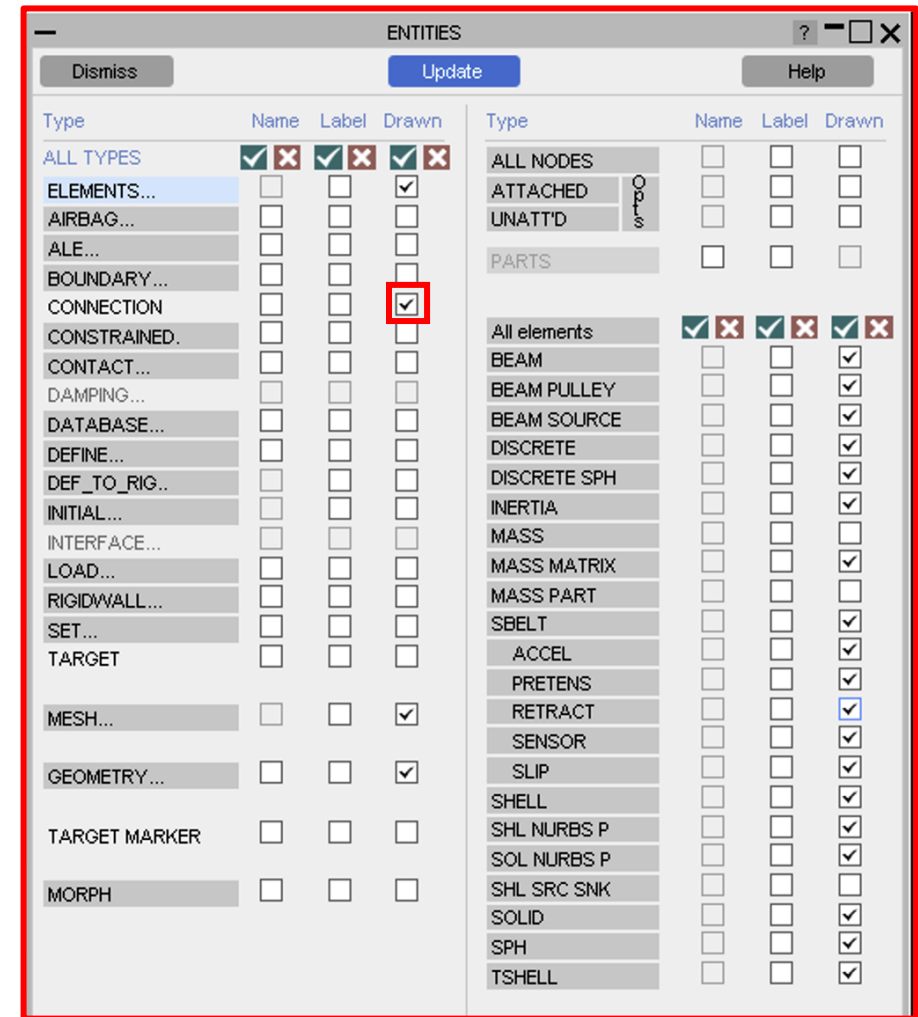 ENTITIES ?
Dismiss Update Help
Type Name Label Drawn
ALL TYPES
ELEMENTS...
AIRBAG...
ALE...
BOUNDARY...
CONNECTION
CONSTRAINED.
CONTACT...
DAMPING...
DATABASE...
DEFINE...
DEF_TO_RIG..
INITIAL...
INTERFACE...
LOAD...
RIGIDWALL...
SET...
TARGET
MESH...
GEOMETRY...
TARGET MARKER
MORPH
Type Name Label Drawn
ALL NODES
ATTACHED
UNATT'D
Opts
PARTS
All elements
BEAM
BEAM PULLEY
BEAM SOURCE
DISCRETE
DISCRETE SPH
INERTIA
MASS
MASS MATRIX
MASS PART
SBELT
ACCEL
PRETENS
RETRACT
SENSOR
SLIP
SHELL
SHL NURBS P
SOL NURBS P
SHL SRC SNK
SOLID
SPH
TSHELL